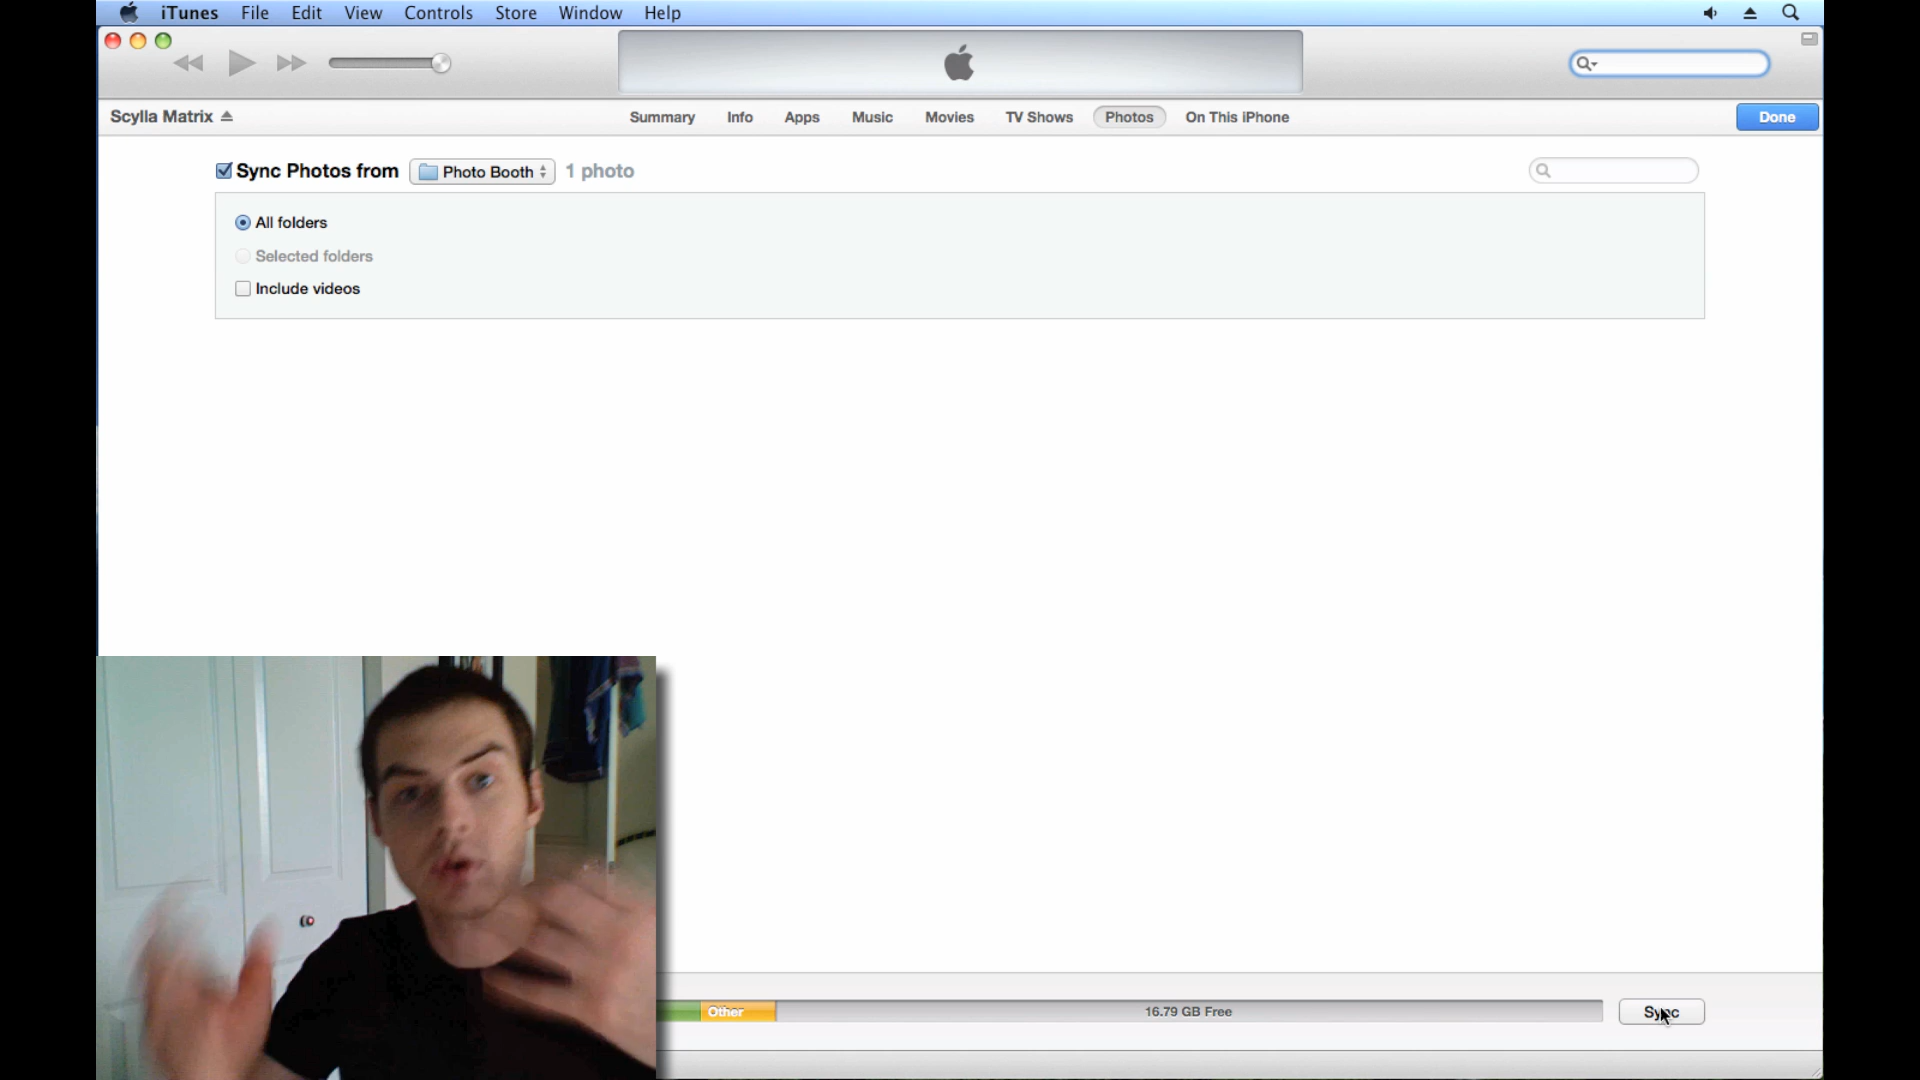 iTunes File Edit View Controls Store Window Help
Scylla Matrix Summary Info Apps Music Movies TV Shows Photos On This iPhone Done
Sync Photos from Photo Booth 1 photo
All folders
Selected folders
Include videos
Other 16.79 GB Free Sync